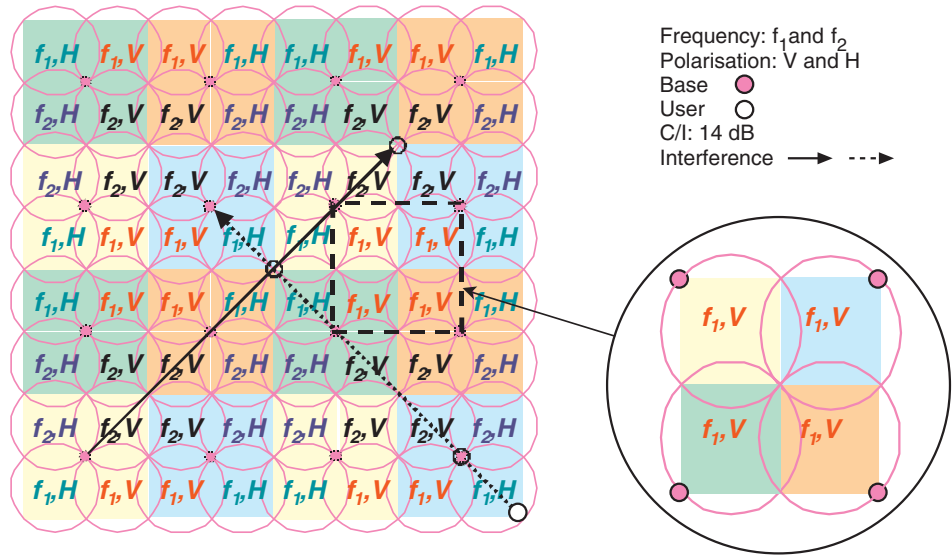 f₁,H f₁,V f₁,V f₁,H f₁,H f₁,V f₁,V f₁,H
f₂,H f₂,V f₂,V f₂,H f₂,H f₂,V f₂,V f₂,H
f₂,H f₂,V f₂,V f₂,H f₂,H f₂,V f₂,V f₂,H
f₁,H f₁,V f₁,V f₁,H f₁,H f₁,V f₁,V f₁,H
f₁,H f₁,V f₁,V f₁,H f₁,H f₁,V f₁,V f₁,H
f₂,H f₂,V f₂,V f₂,H f₂,H f₂,V f₂,V f₂,H
f₂,H f₂,V f₂,V f₂,H f₂,H f₂,V f₂,V f₂,H
f₁,H f₁,V f₁,V f₁,H f₁,H f₁,V f₁,V f₁,H
Frequency: f₁and f₂
Polarisation: V and H
Base
User
C/I: 14 dB
Interference
f₁,V f₁,V
f₁,V f₁,V